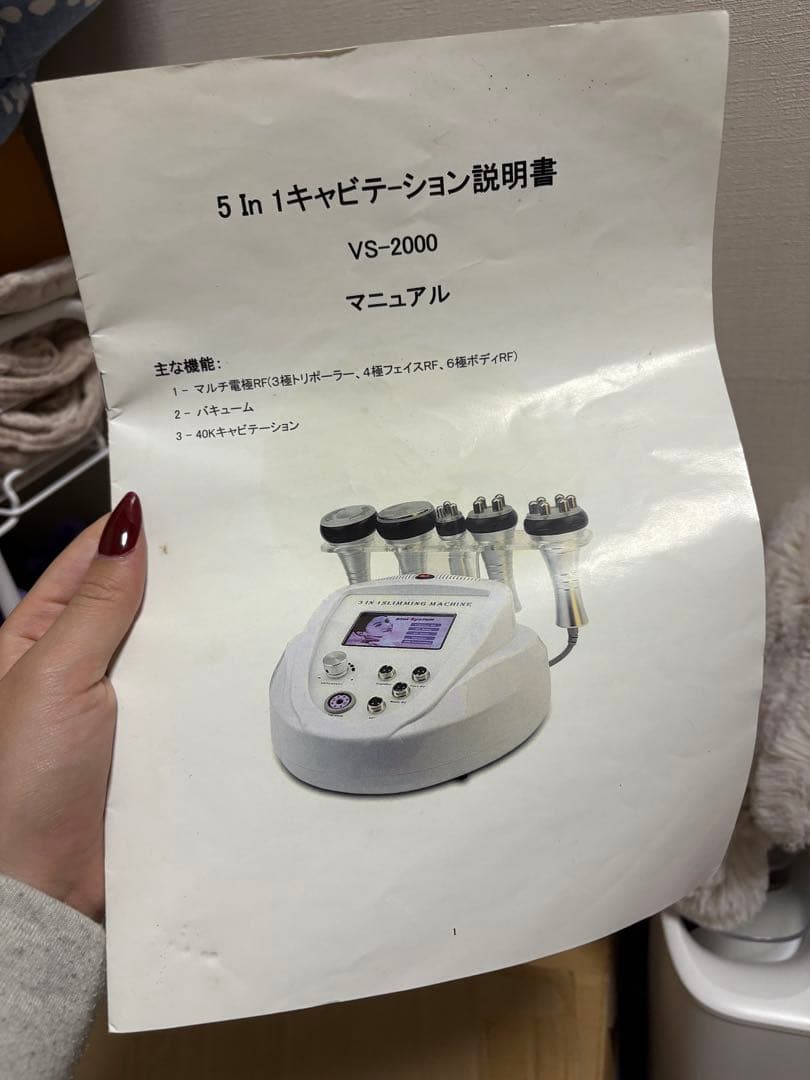 5 In 1キャビテーション説明書
VS-2000
マニュアル
主な機能:
1- マルチ電極RF(3極トリポーラー、4極フェイスRF、6極ボディRF)
2- バキューム
3-40Kキャビテーション
3 IN 1 SLIMMING MACHINE
1